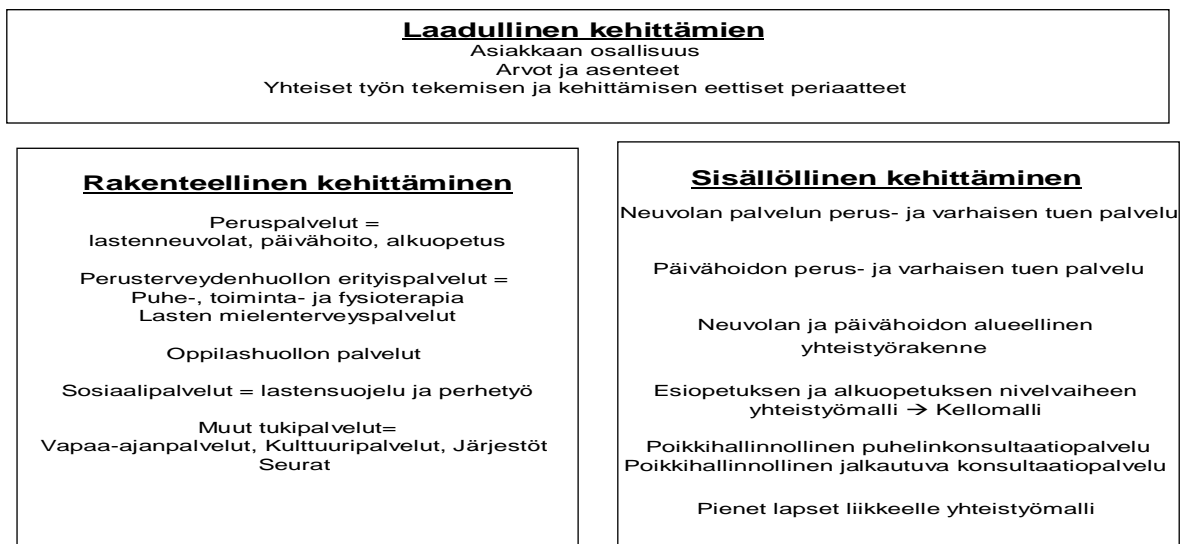 Laadullinen kehittämien
Asiakkaan osallisuus
Arvot ja asenteet
Yhteiset työn tekemisen ja kehittämisen eettiset periaatteet
Rakenteellinen kehittäminen
Peruspalvelut =
lastenneuvolat, päivähoito, alkuopetus
Perusterveydenhuollon erityispalvelut =
Puhe-, toiminta- ja fysioterapia
Lasten mielenterveyspalvelut
Oppilashuollon palvelut
Sosiaalipalvelut = lastensuojelu ja perhetyö
Muut tukipalvelut=
Vapaa-ajanpalvelut, Kulttuuripalvelut, Järjestöt
Seurat
Sisällöllinen kehittäminen
Neuvolan palvelun perus- ja varhaisen tuen palvelu
Päivähoidon perus- ja varhaisen tuen palvelu
Neuvolan ja päivähoidon alueellinen
yhteistyörakenne
Esiopetuksen ja alkuopetuksen nivelvaiheen
yhteistyömalli → Kellomalli
Poikkihallinnollinen puhelinkonsultaatiopalvelu
Poikkihallinnollinen jalkautuva konsultaatiopalvelu
Pienet lapset liikkeelle yhteistyömalli